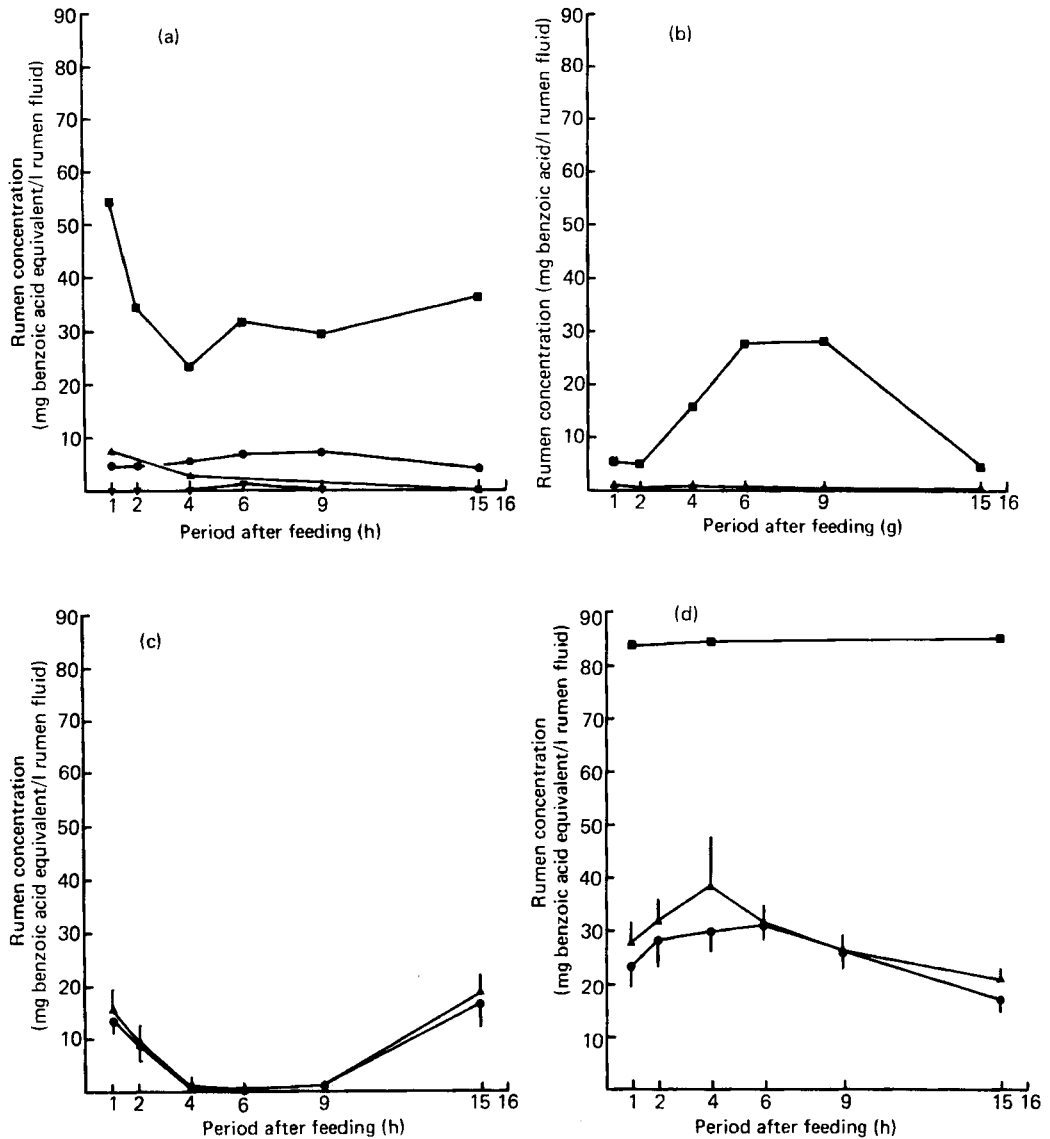 (a)
90
80
70
60
50
40
30
20
10
Rumen concentration
(mg benzoic acid equivalent/l rumen fluid)
1 2 4 6 9 15 16
Period after feeding (h)
(b)
90
80
70
60
50
40
30
20
10
Rumen concentration (mg benzoic acid/l rumen fluid)
1 2 4 6 9 15 16
Period after feeding (g)
(c)
90
80
70
60
50
40
30
20
10
Rumen concentration
(mg benzoic acid equivalent/l rumen fluid)
1 2 4 6 9 15 16
Period after feeding (h)
(d)
90
80
70
60
50
40
30
20
10
Rumen concentration
(mg benzoic acid equivalent/l rumen fluid)
1 2 4 6 9 15 16
Period after feeding (h)